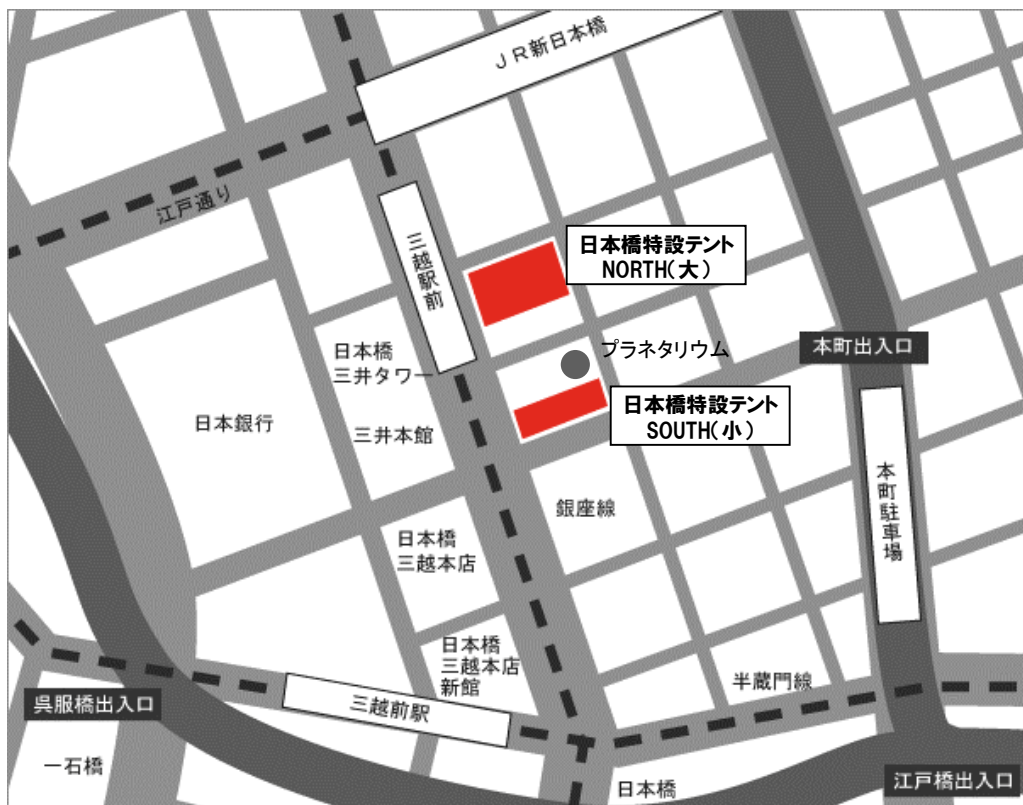 JR新日本橋
江戸通り
日本橋特設テント
NORTH(大)
三越駅前
プラネタリウム
本町出入口
日本橋
三井タワー
日本橋特設テント
SOUTH(小)
日本銀行
三井本館
銀座線
本町駐車場
日本橋
三越本店
日本橋
三越本店
新館
半蔵門線
呉服橋出入口
三越前駅
一石橋
日本橋
江戸橋出入口